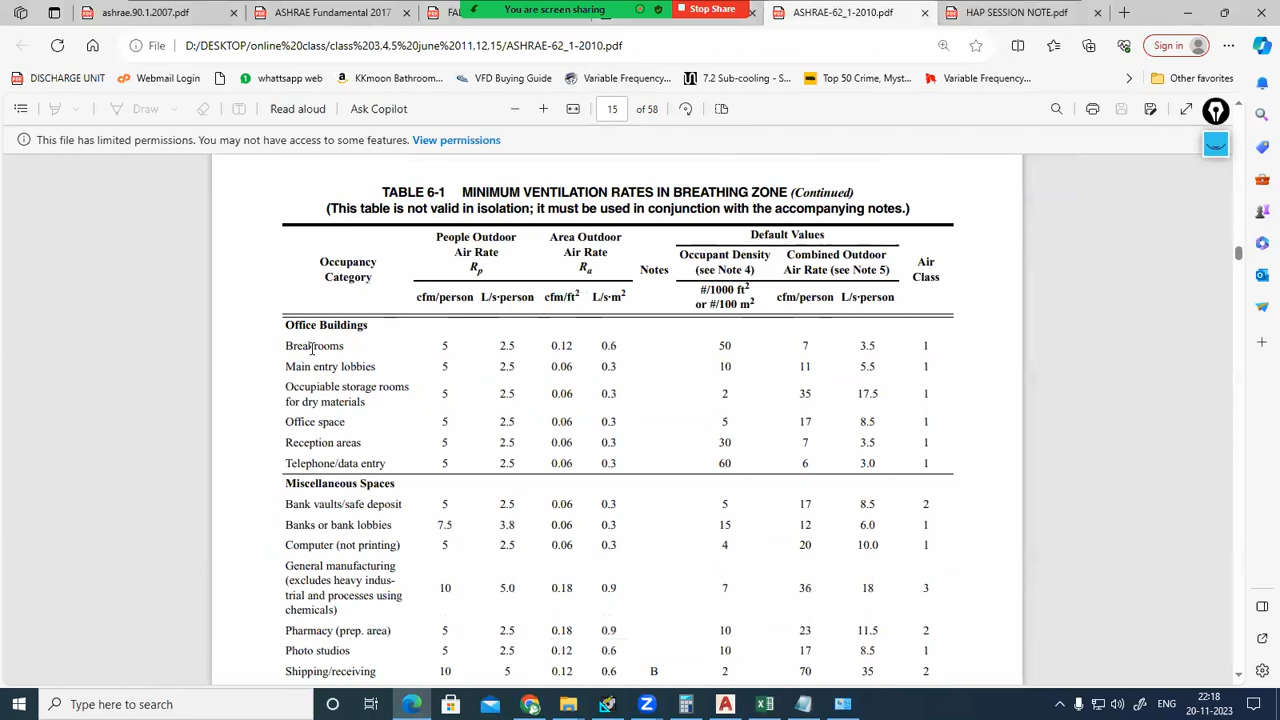 ashrae.90.1.2007.pdf
ASHRAE Fundamental 2017
You are screen sharing
Stop Share
ASHRAE-62_1-2010.pdf
HAP SESSION NOTE.pdf
File D:/DESKTOP/online%20class/class%203,4,5%20june%2011.12.15/ASHRAE-62_1-2010.pdf
Sign in
DISCHARGE UNIT
Webmail Login
whattsapp web
KKmoon Bathroom...
VFD Buying Guide
Variable Frequency...
7.2 Sub-cooling – S...
Top 50 Crime, Myst...
Variable Frequency...
Other favorites
Draw
Read aloud
Ask Copilot
15 of 58
This file has limited permissions. You may not have access to some features. View permissions
TABLE 6-1 MINIMUM VENTILATION RATES IN BREATHING ZONE (Continued)
(This table is not valid in isolation; it must be used in conjunction with the accompanying notes.)
Occupancy Category
People Outdoor Air Rate Rp
Area Outdoor Air Rate Ra
Notes
Default Values
Occupant Density (see Note 4)
Combined Outdoor Air Rate (see Note 5)
Air Class
cfm/person L/s·person cfm/ft2 L/s·m2 #/1000 ft2 or #/100 m2 cfm/person L/s·person
Office Buildings
Breakrooms 5 2.5 0.12 0.6 50 7 3.5 1
Main entry lobbies 5 2.5 0.06 0.3 10 11 5.5 1
Occupiable storage rooms
for dry materials 5 2.5 0.06 0.3 2 35 17.5 1
Office space 5 2.5 0.06 0.3 5 17 8.5 1
Reception areas 5 2.5 0.06 0.3 30 7 3.5 1
Telephone/data entry 5 2.5 0.06 0.3 60 6 3.0 1
Miscellaneous Spaces
Bank vaults/safe deposit 5 2.5 0.06 0.3 5 17 8.5 2
Banks or bank lobbies 7.5 3.8 0.06 0.3 15 12 6.0 1
Computer (not printing) 5 2.5 0.06 0.3 4 20 10.0 1
General manufacturing
(excludes heavy indus-
trial and processes using
chemicals) 10 5.0 0.18 0.9 7 36 18 3
Pharmacy (prep. area) 5 2.5 0.18 0.9 10 23 11.5 2
Photo studios 5 2.5 0.12 0.6 10 17 8.5 1
Shipping/receiving 10 5 0.12 0.6 B 2 70 35 2
Type here to search
22:18
ENG
20-11-2023